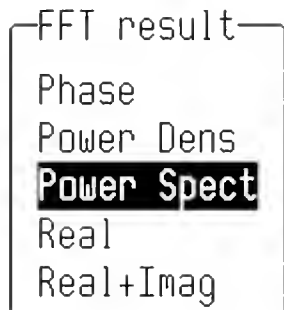 FFT result
Phase
Power Dens
Power Spect
Real
Real+Imag